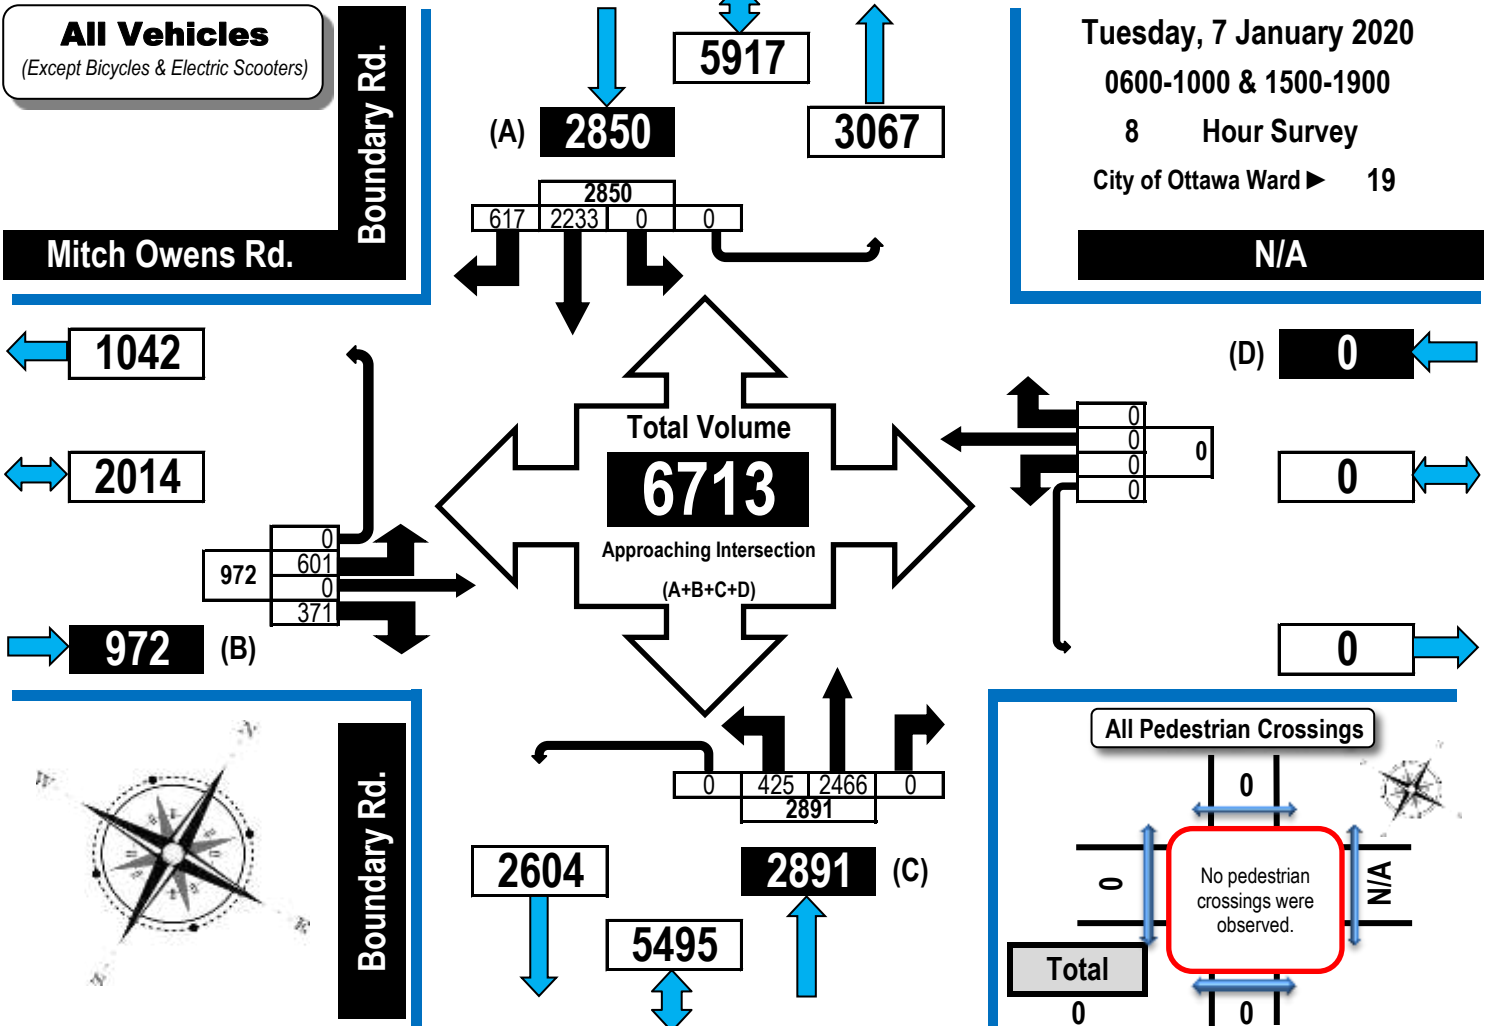 All Vehicles
(Except Bicycles & Electric Scooters)
Boundary Rd.
Mitch Owens Rd.
5917
(A) 2850
3067
2850
617 2233 0 0
Tuesday, 7 January 2020
0600-1000 & 1500-1900
8 Hour Survey
City of Ottawa Ward ► 19
N/A
1042
2014
0
601
0
371
972
972 (B)
Total Volume
6713
Approaching Intersection
(A+B+C+D)
(D) 0
0
0
0
0
0
0
0
0 425 2466 0
2891
2604
2891 (C)
5495
Boundary Rd.
N
W
E
S
All Pedestrian Crossings
0
0
No pedestrian
crossings were
observed.
N/A
Total
0
0